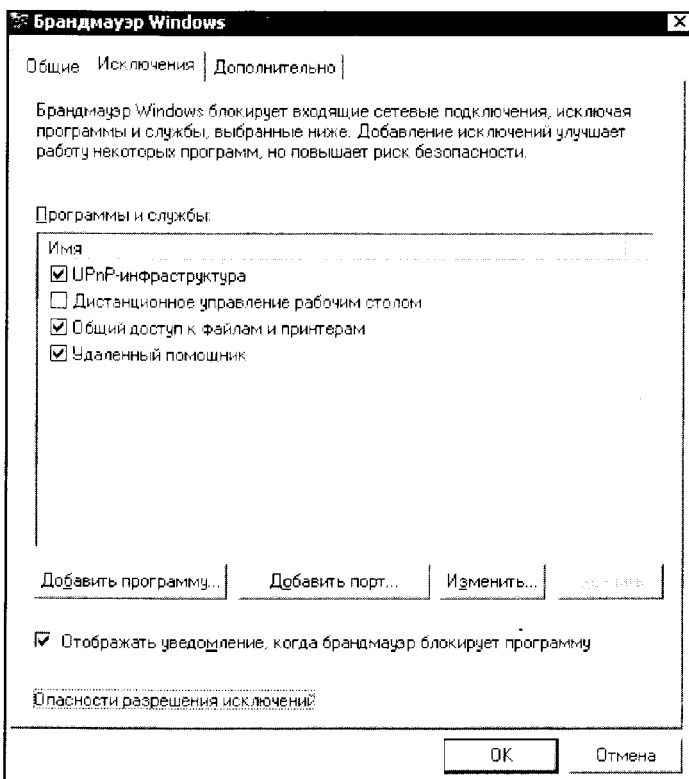 Брандмауэр Windows
Общие Исключения Дополнительно
Брандмауэр Windows блокирует входящие сетевые подключения, исключая
программы и службы, выбранные ниже. Добавление исключений улучшает
работу некоторых программ, но повышает риск безопасности.
Программы и службы:
Имя
UPnP-инфраструктура
Дистанционное управление рабочим столом
Общий доступ к файлам и принтерам
Удаленный помощник
Добавить программу... Добавить порт... Изменить...
Отображать уведомление, когда брандмауэр блокирует программу
Опасности разрешения исключений
OK Отмена